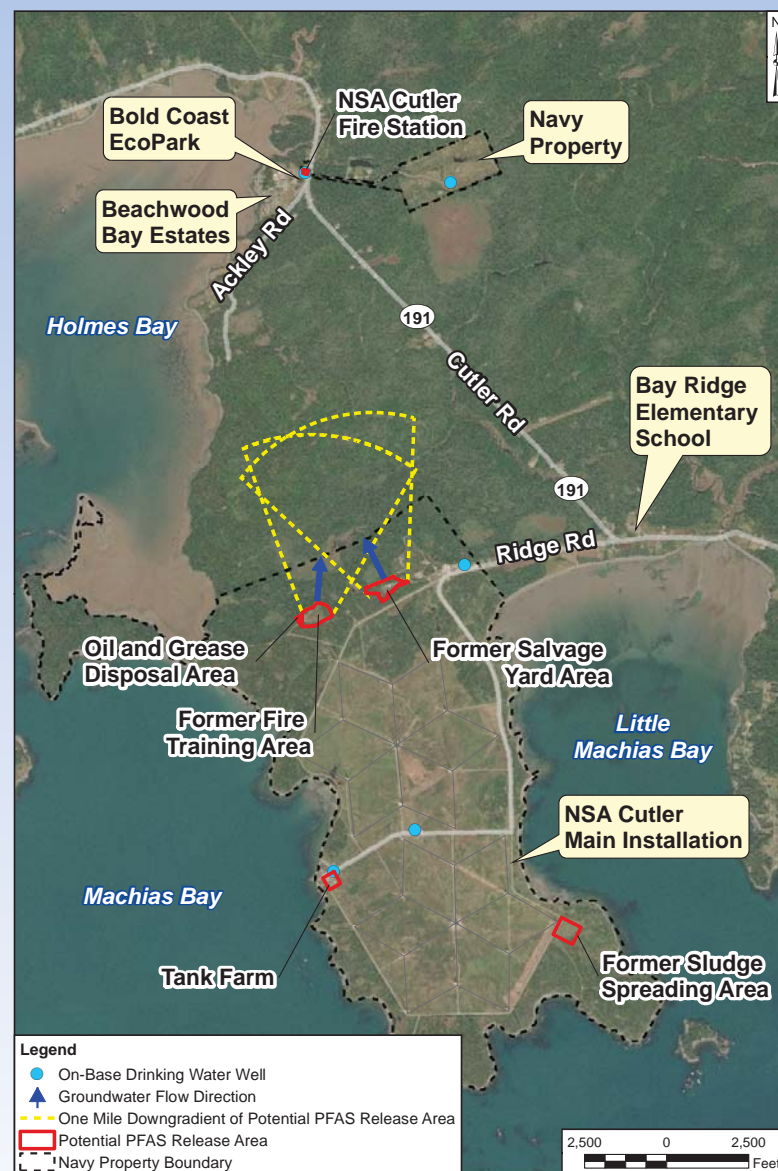 N
NSA Cutler
Fire Station
Bold Coast
EcoPark
Navy
Property
Beachwood
Bay Estates
Ackley Rd
Holmes Bay
191
Cutler Rd
Bay Ridge
Elementary
School
191
Ridge Rd
Oil and Grease
Disposal Area
Former Salvage
Yard Area
Former Fire
Training Area
Little
Machias Bay
NSA Cutler
Main Installation
Machias Bay
Tank Farm
Former Sludge
Spreading Area
Legend
On-Base Drinking Water Well
Groundwater Flow Direction
One Mile Downgradient of Potential PFAS Release Area
Potential PFAS Release Area
Navy Property Boundary
2,500 0 2,500
Feet